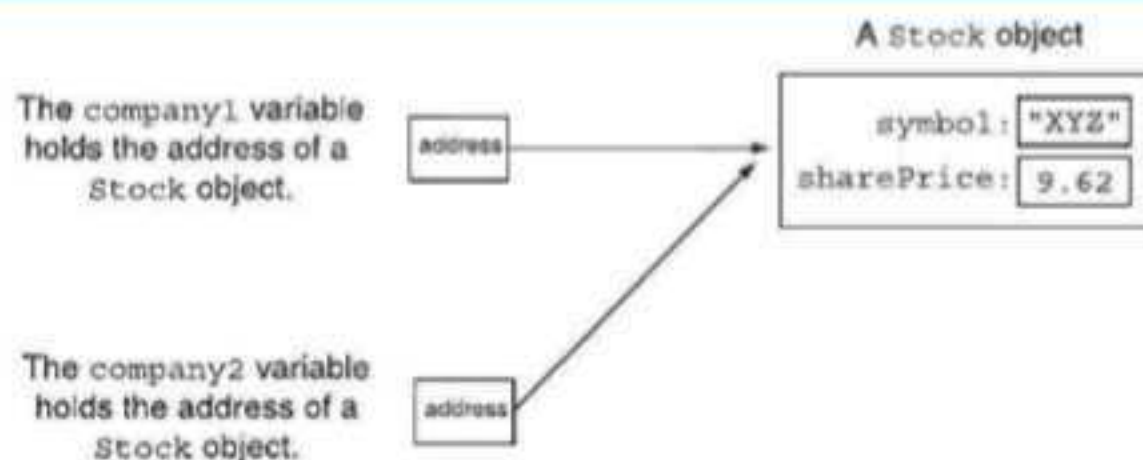 A Stock object
The company1 variable
holds the address of a
Stock object.
address
symbol: "XYZ"
sharePrice: 9.62
The company2 variable
holds the address of a
Stock object.
address